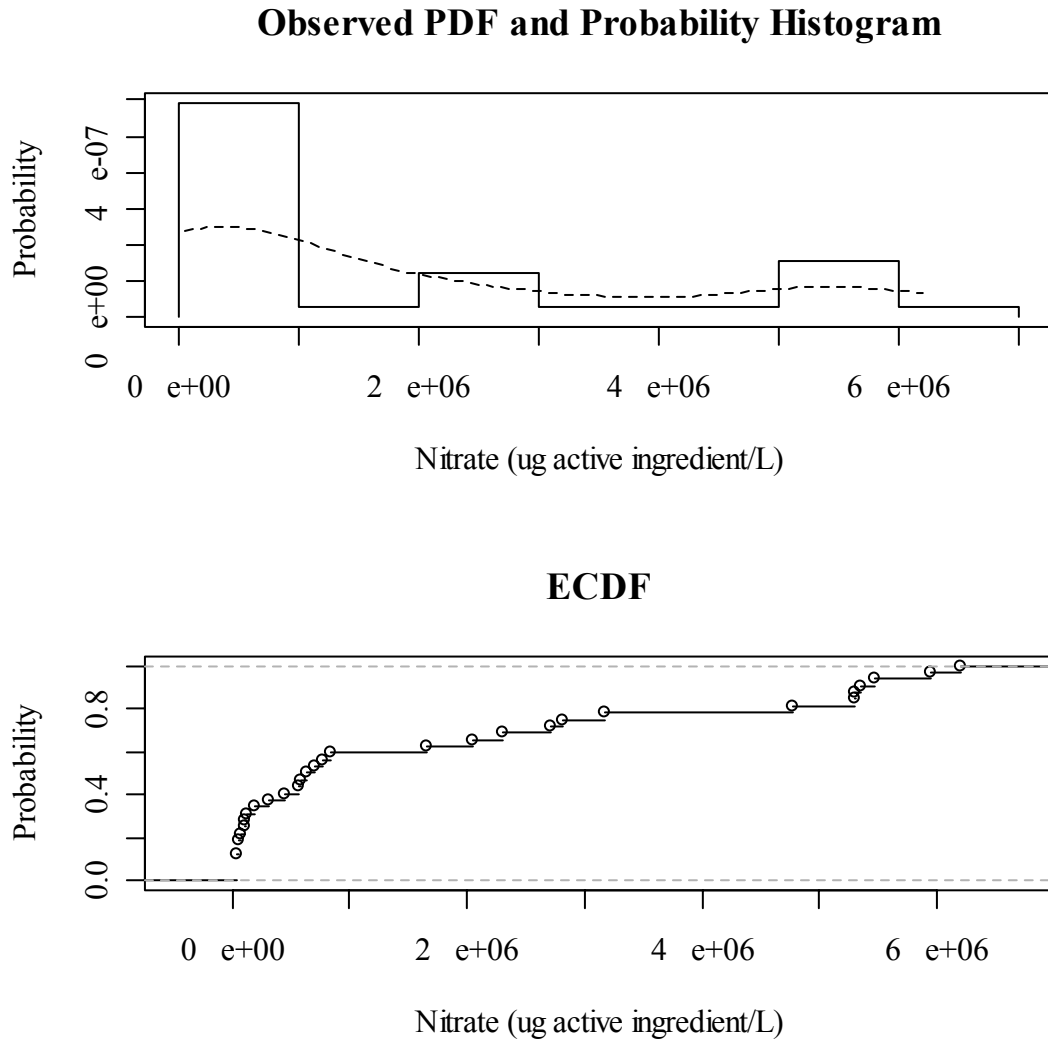 Observed PDF and Probability Histogram
Probability
0 e+00
4 e-07
0 e+00 2 e+06 4 e+06 6 e+06
Nitrate (ug active ingredient/L)
ECDF
Probability
0.0
0.4
0.8
0 e+00 2 e+06 4 e+06 6 e+06
Nitrate (ug active ingredient/L)